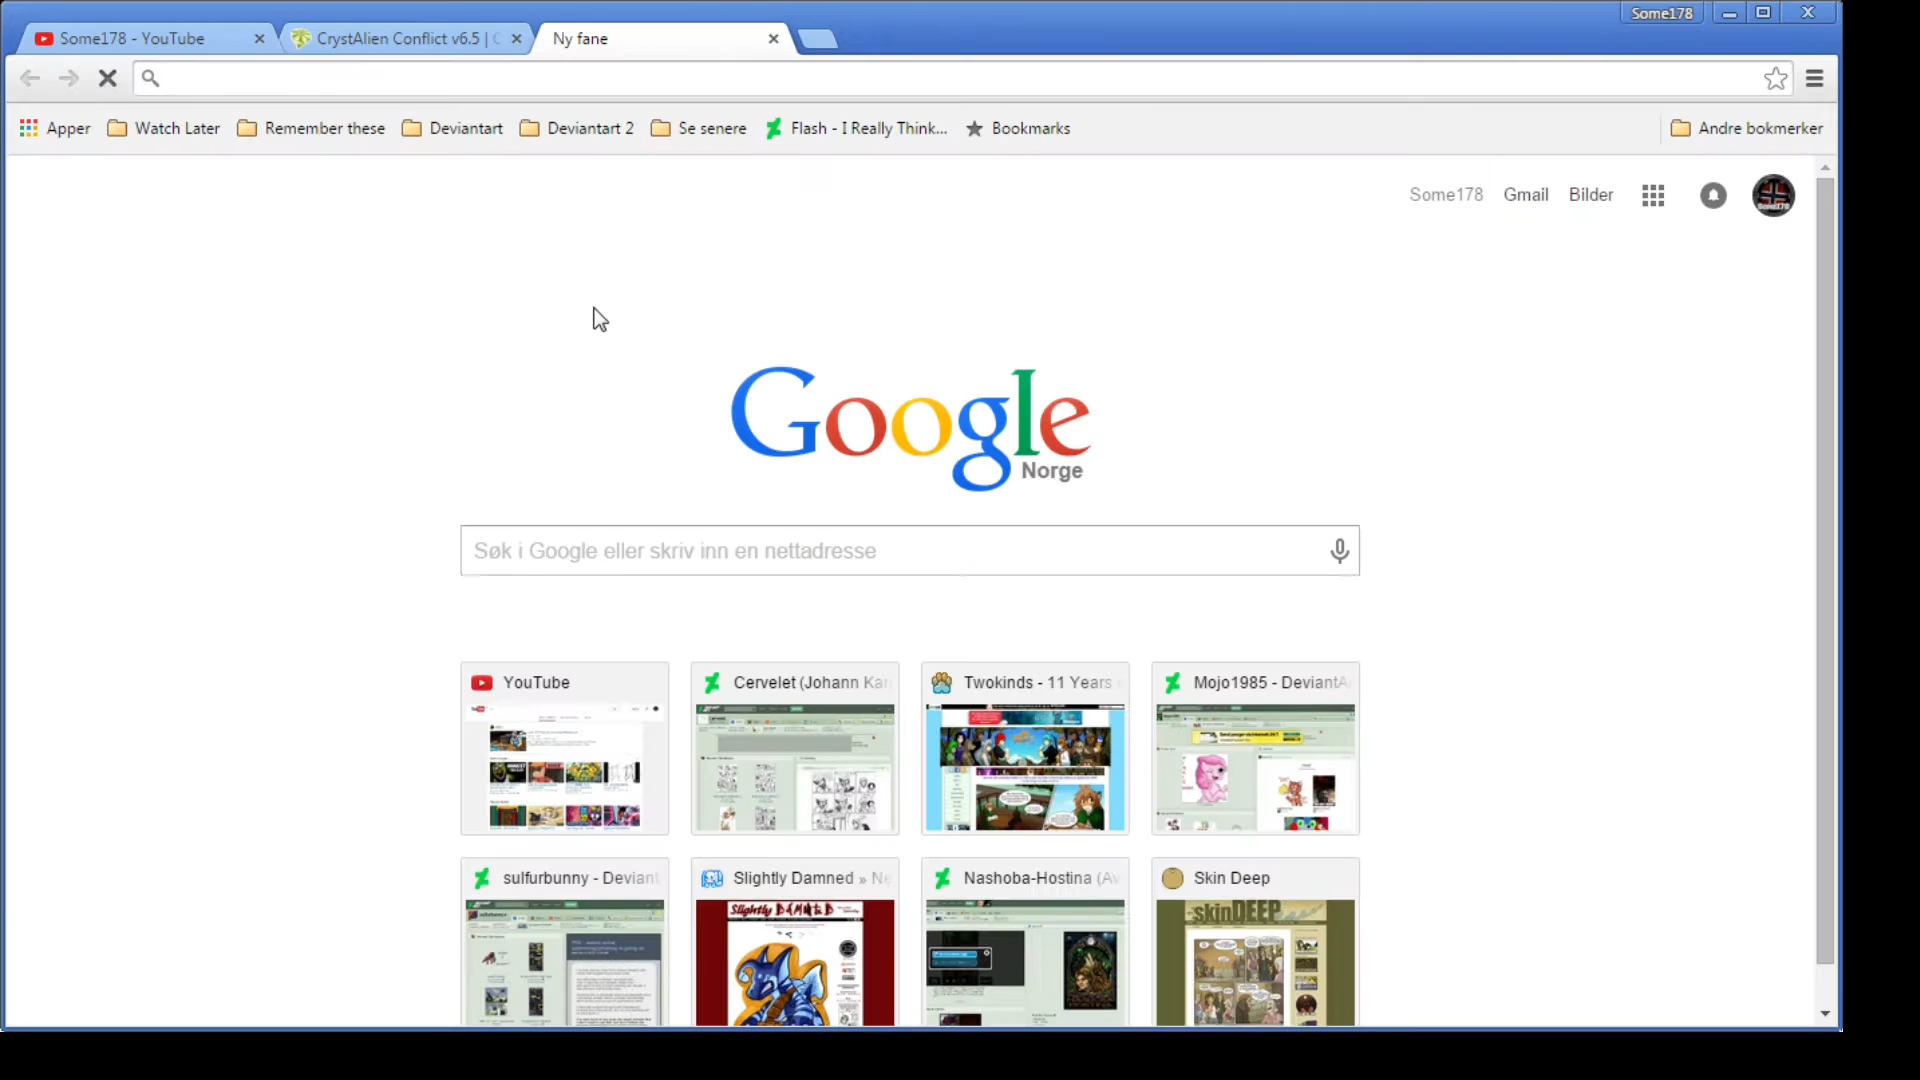 Some178
Some178 - YouTube
CrystAlien Conflict v6.5 | C
Ny fane
Apper
Watch Later
Remember these
Deviantart
Deviantart 2
Se senere
Flash - I Really Think...
Bookmarks
Andre bokmerker
Some178
Gmail
Bilder
Google
Norge
Søk i Google eller skriv inn en nettadresse
YouTube
Cervelet (Johann Kar
Twokinds - 11 Years
Mojo1985 - DeviantA
sulfurbunny - Deviant
Slightly Damned » Ne
Nashoba-Hostina (Av
Skin Deep
Slightly DAMNED
skinDEEP